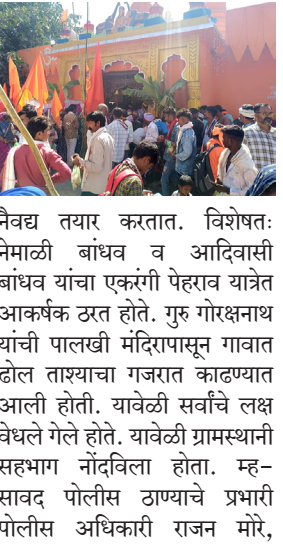 नैवद्य तयार करतात. विशेषतः
नेमाळी बांधव व आदिवासी
बांधव यांचा एकरंगी पेहराव यात्रेत
आकर्षक ठरत होते. गुरु गोरक्षनाथ
यांची पालखी मंदिरापासून गावात
ढोल ताश्याचा गजरात काढण्यात
आली होती. यावेळी सर्वांचे लक्ष
वेधले गेले होते. यावेळी ग्रामस्थानी
सहभाग नोंदविला होता. म्ह-
सावद पोलीस ठाण्याचे प्रभारी
पोलीस अधिकारी राजन मोरे,